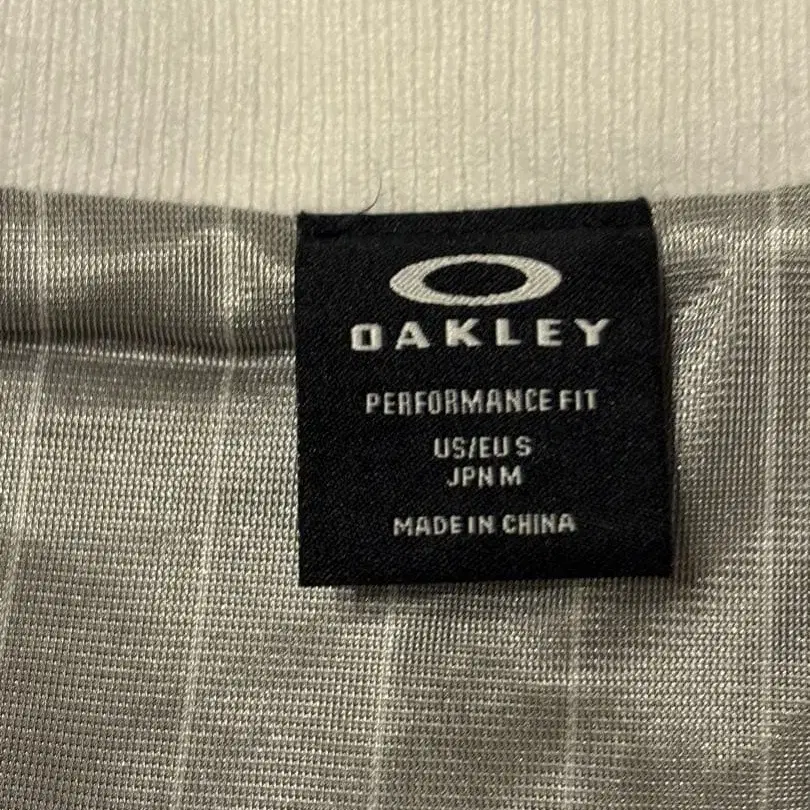 OAKLEY
PERFORMANCE FIT
US/EU S
JPN M
MADE IN CHINA